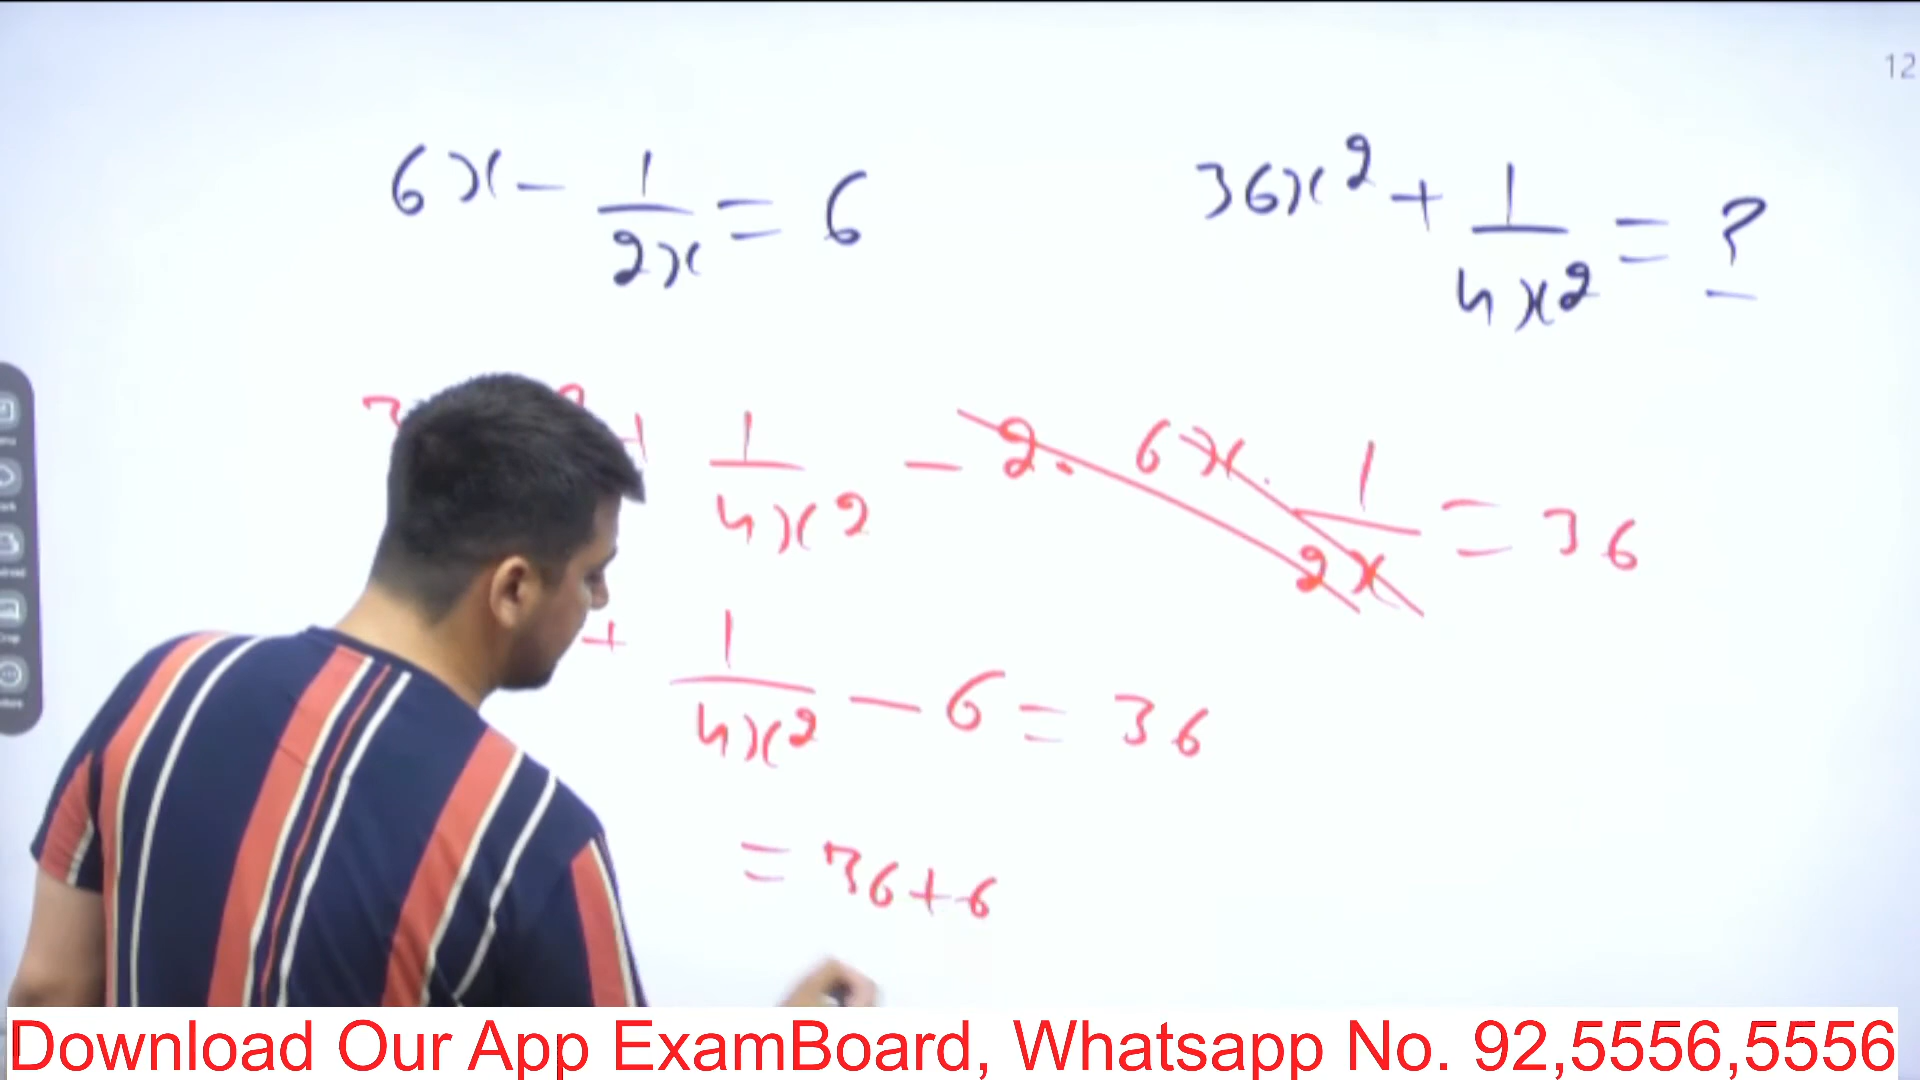 12
6x - 1/2x = 6
36x² + 1/4x² = ?
+ 1/4x² - 2 · 6x · 1/2x = 36
+ 1/4x² - 6 = 36
= 36 + 6
Download Our App ExamBoard, Whatsapp No. 92,5556,5556